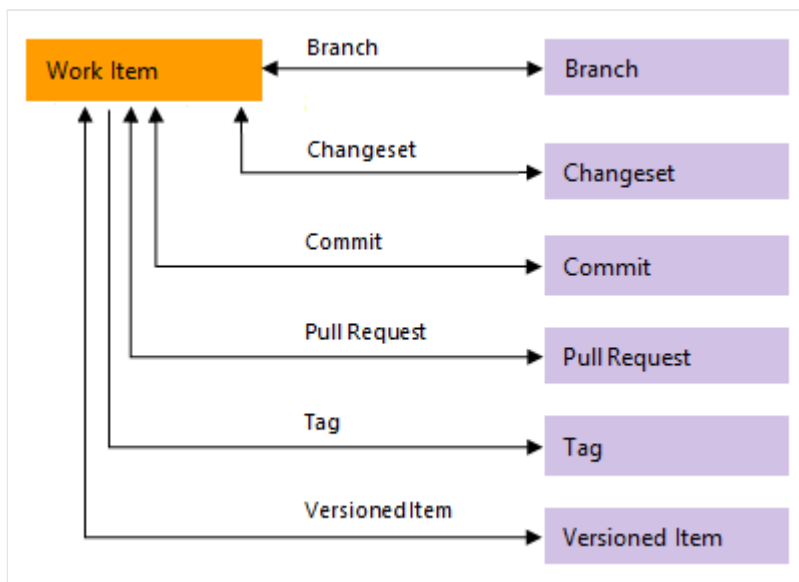 Branch
Work Item
Branch
Changeset
Changeset
Commit
Commit
Pull Request
Pull Request
Tag
Tag
Versioned Item
Versioned Item